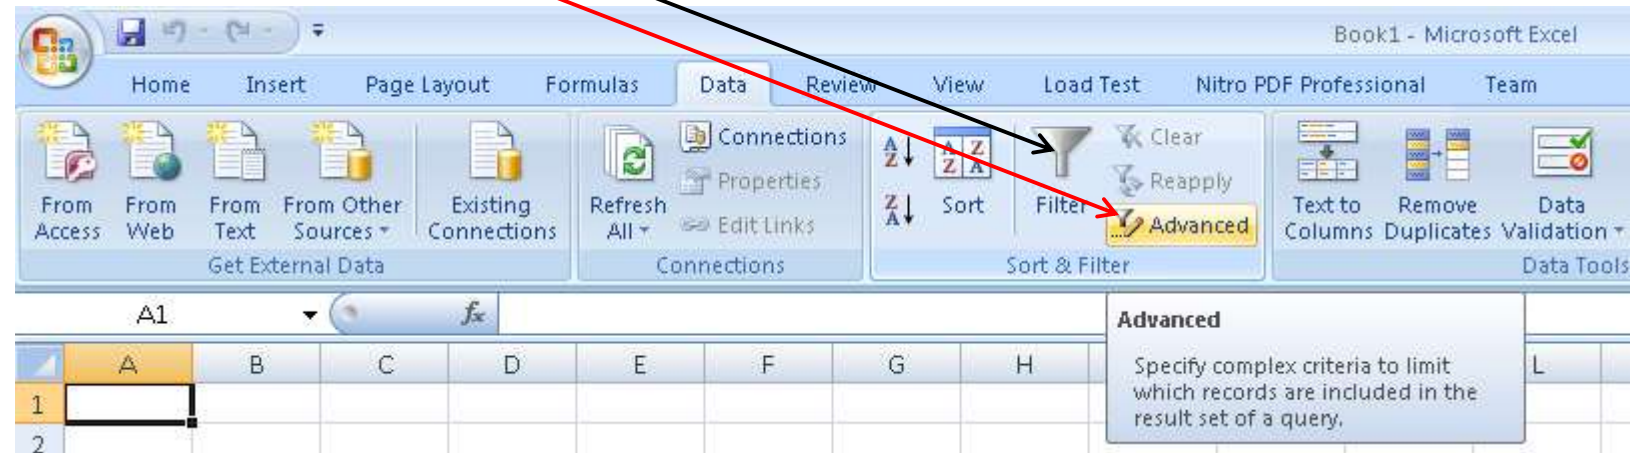 Book1 - Microsoft Excel
Home Insert Page Layout Formulas Data Review View Load Test Nitro PDF Professional Team
Connections Clear
Properties Reapply
From Access From Web From Text From Other Sources Existing Connections Refresh All Edit Links A Z Z A A Z Z A Sort Filter Advanced Text to Columns Remove Duplicates Data Validation
Get External Data Connections Sort & Filter Data Tools
A1 fx
Advanced
Specify complex criteria to limit
which records are included in the
result set of a query.
A B C D E F G H L
1
2